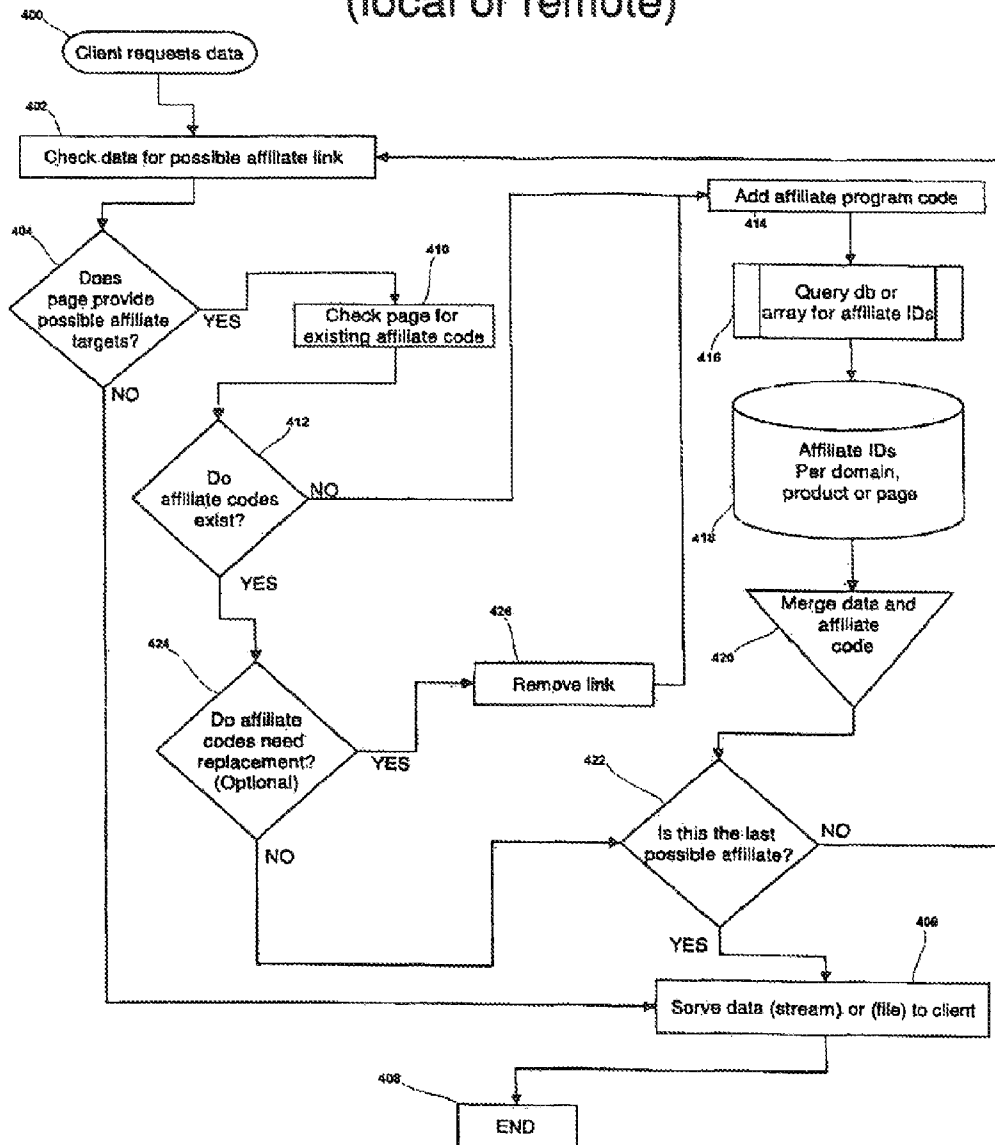 (local or remote)
400
Client requests data
402
Check data for possible affiliate link
404
Does
page provide
possible affiliate
targets?
YES
NO
410
Check page for
existing affiliate code
412
Do
affiliate codes
exist?
NO
YES
424
Do affiliate
codes need
replacement?
(Optional)
YES
NO
426
Remove link
Add affiliate program code
414
Query db or
array for affiliate IDs
416
Affiliate IDs
Per domain,
product or page
418
Merge data and
affiliate
code
420
422
Is this the last
possible affiliate?
NO
YES
406
Serve data (stream) or (file) to client
408
END